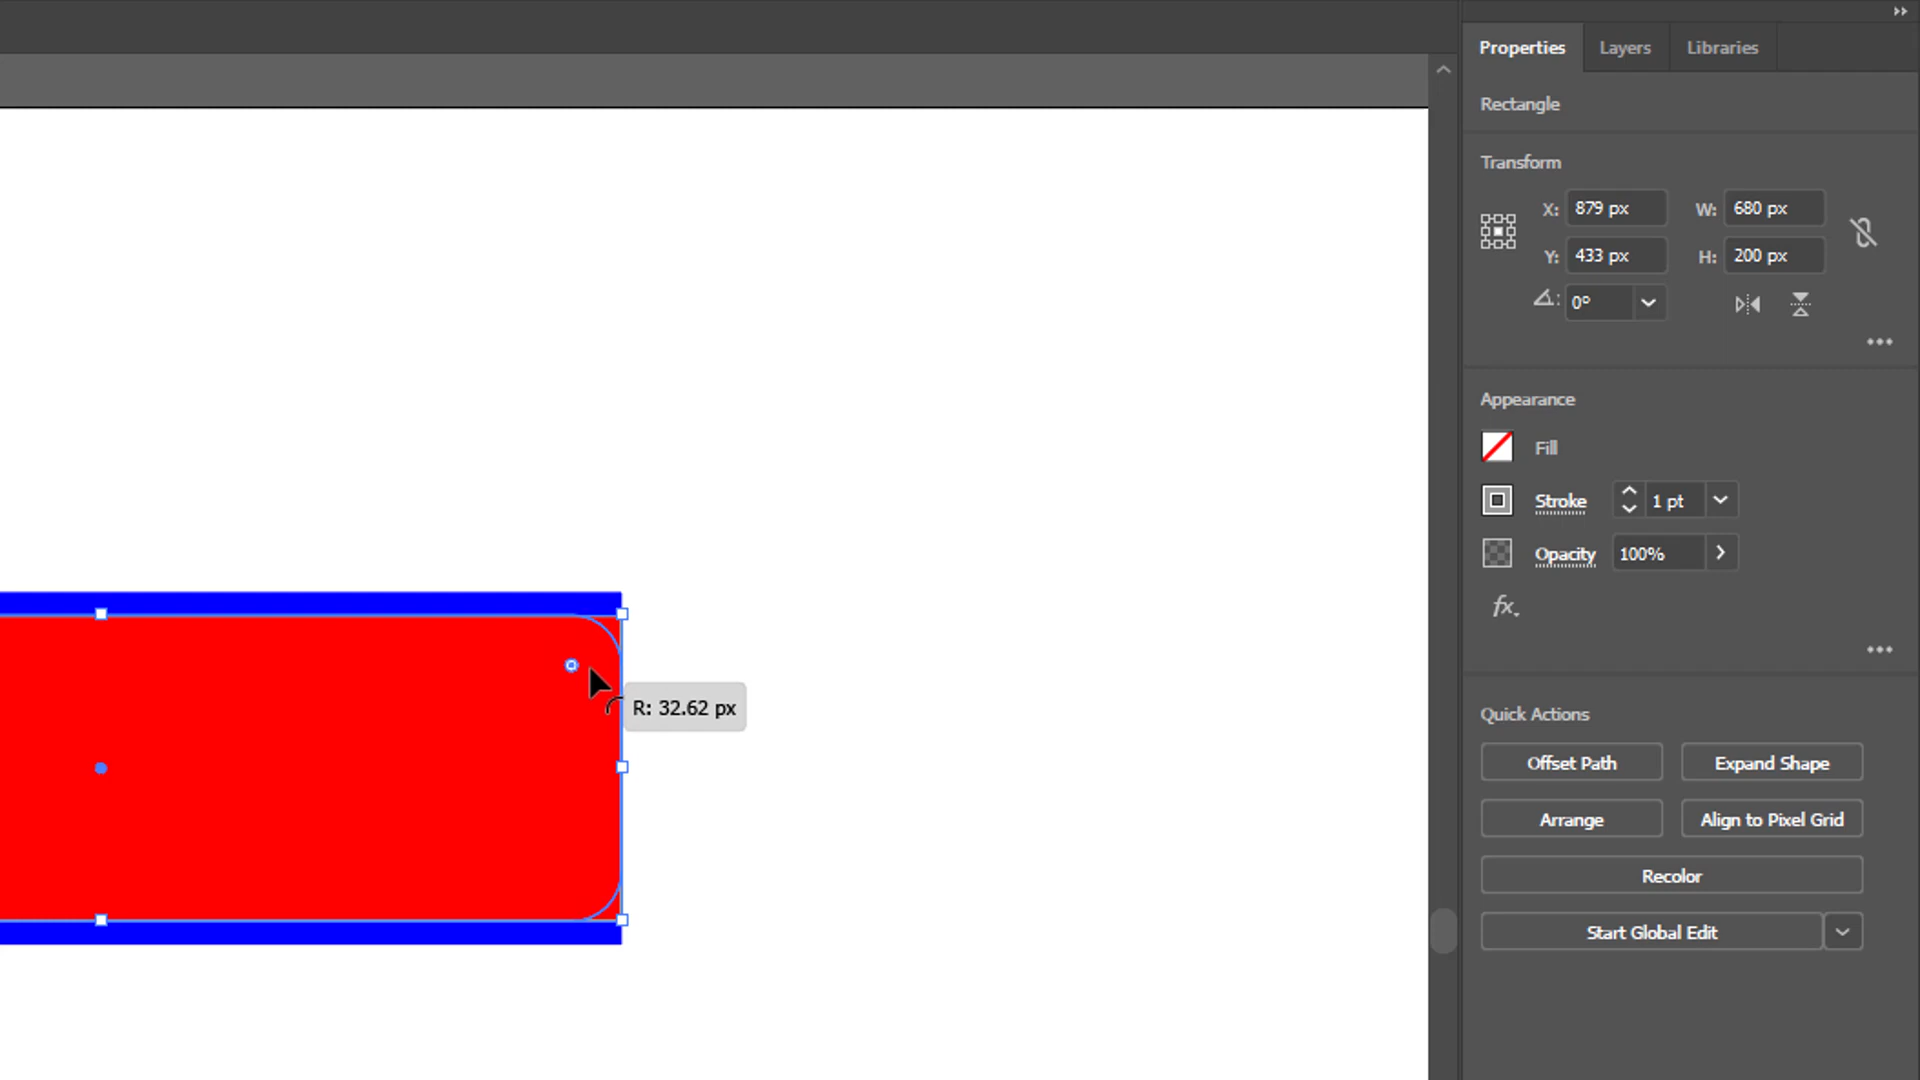 Properties Layers Libraries
Rectangle
Transform
X: 879 px W: 680 px
Y: 433 px H: 200 px
: 0°
Appearance
Fill
Stroke 1 pt
Opacity 100%
fx.
R: 32.62 px
Quick Actions
Offset Path Expand Shape
Arrange Align to Pixel Grid
Recolor
Start Global Edit